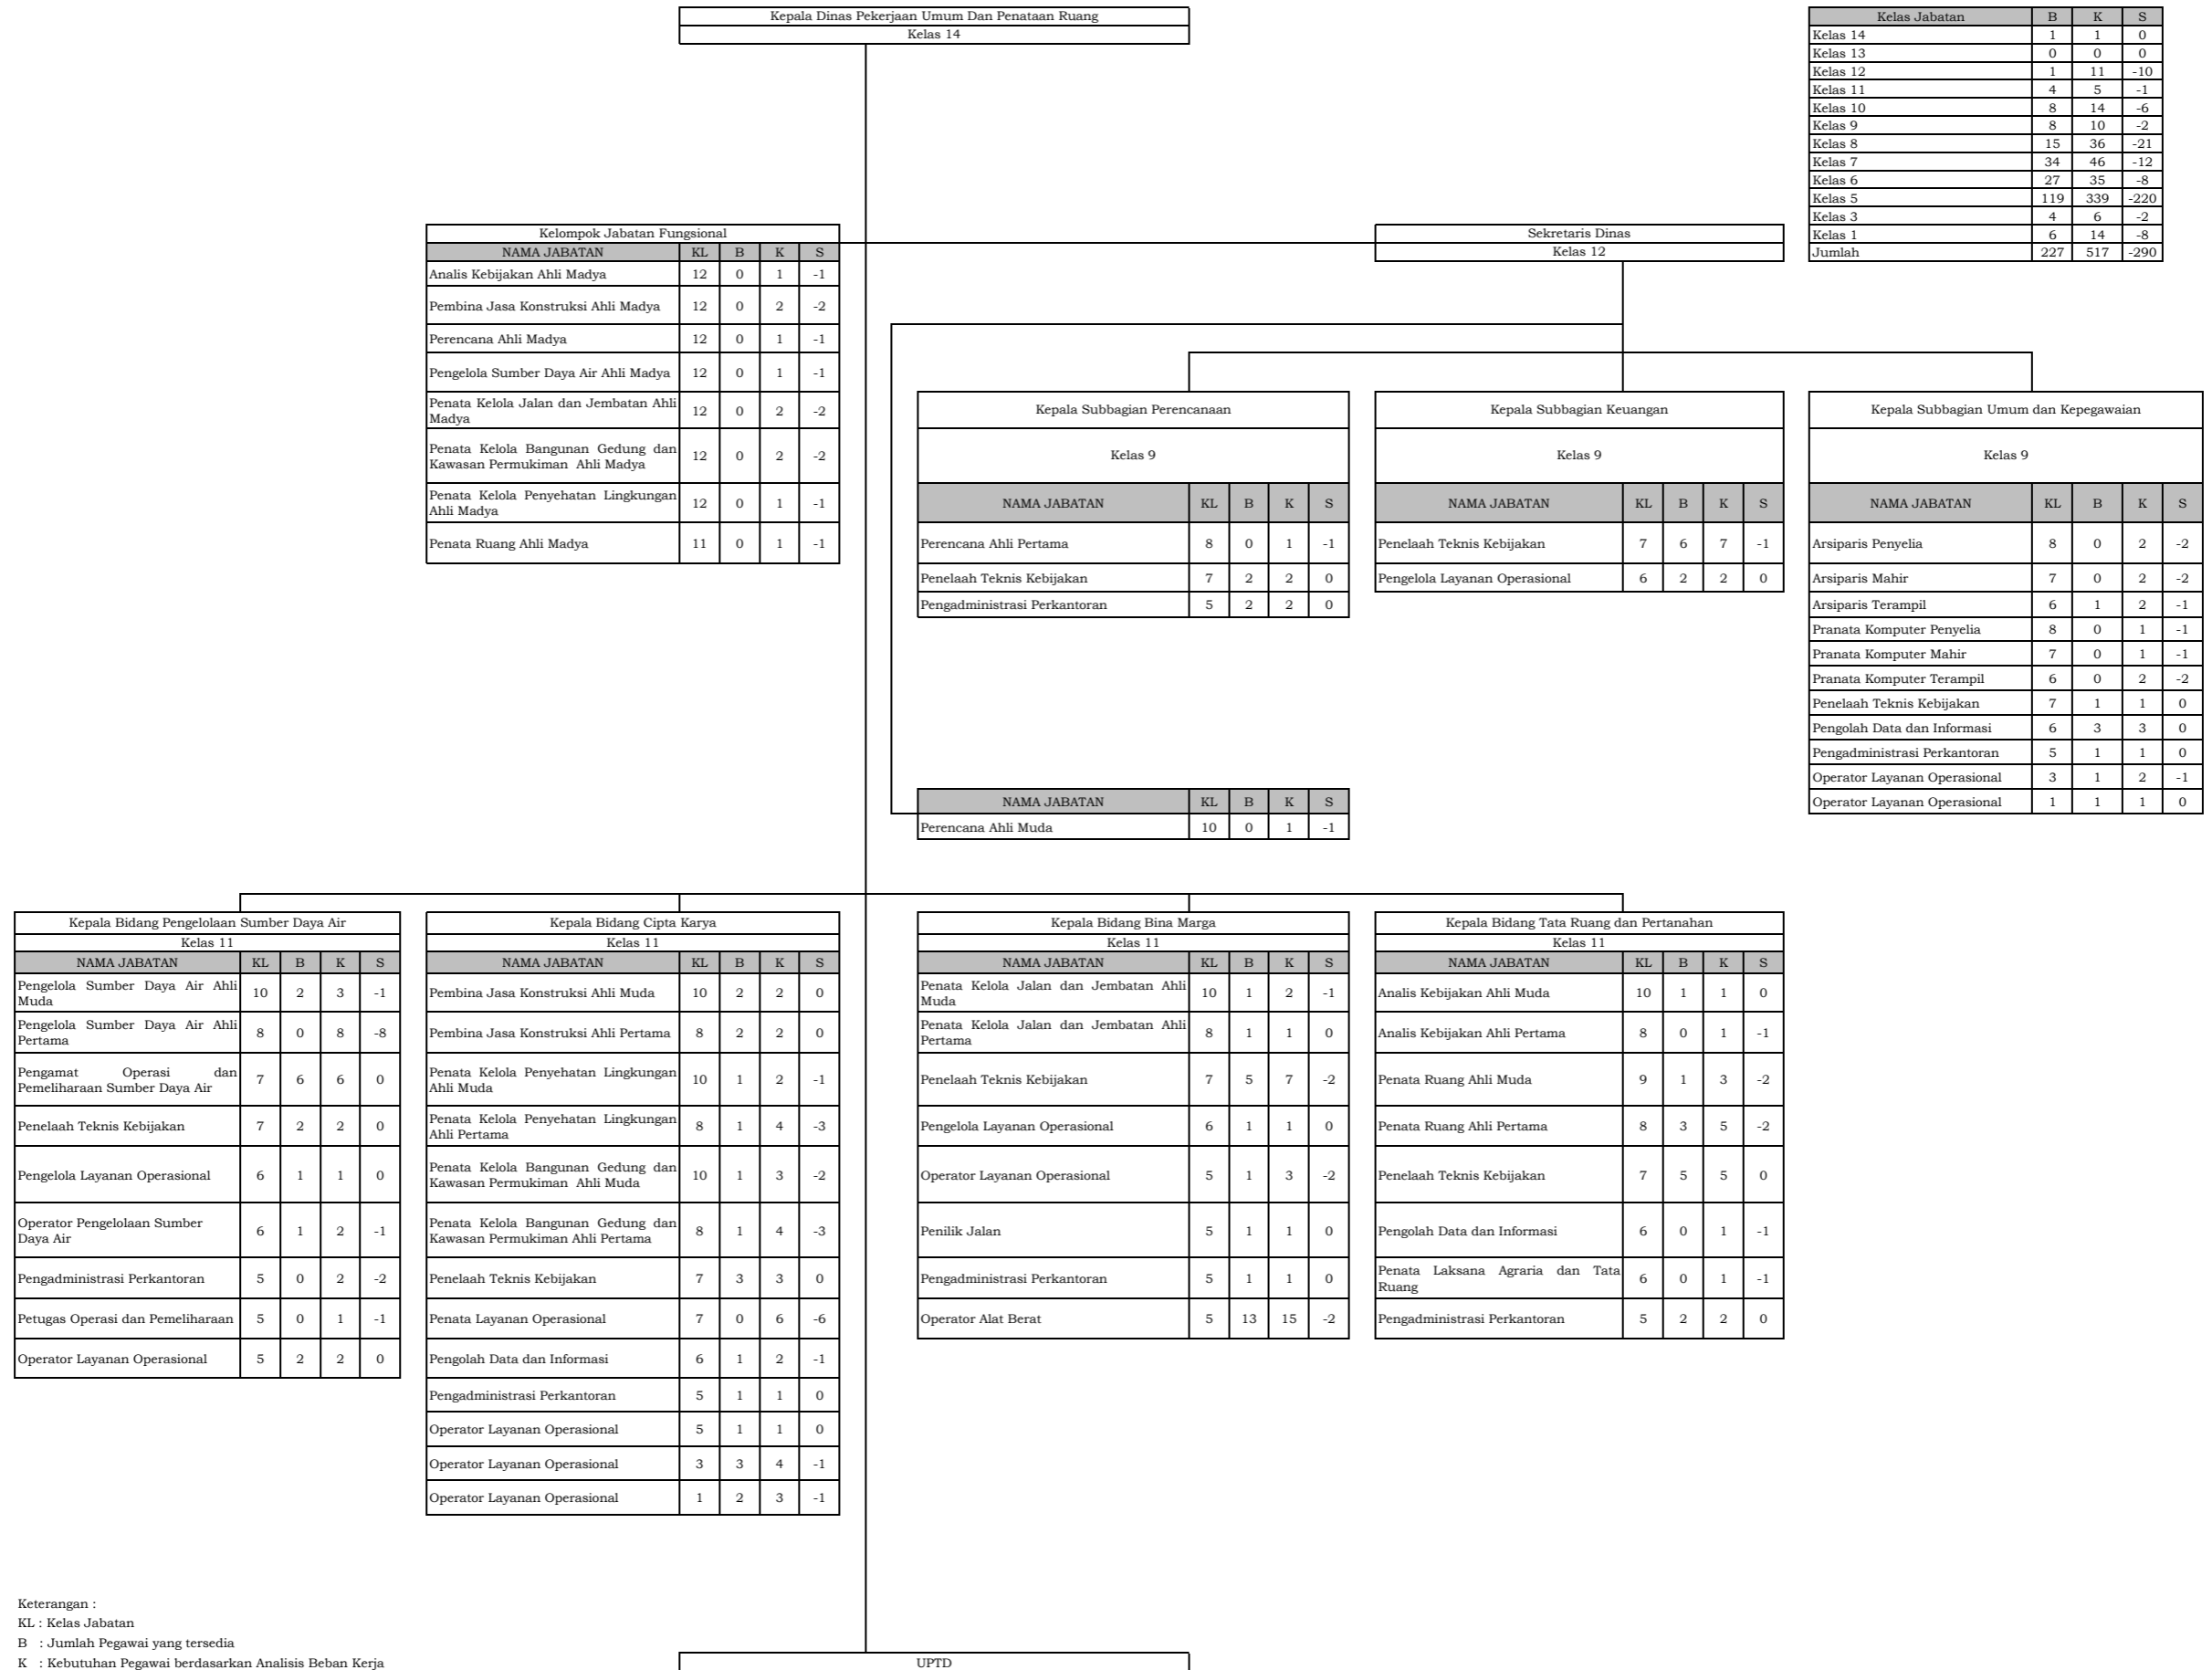 Kepala Dinas Pekerjaan Umum Dan Penataan Ruang
Kelas 14
Kelas Jabatan B K S
Kelas 14 1 1 0
Kelas 13 0 0 0
Kelas 12 1 11 -10
Kelas 11 4 5 -1
Kelas 10 8 14 -6
Kelas 9 8 10 -2
Kelas 8 15 36 -21
Kelas 7 34 46 -12
Kelas 6 27 35 -8
Kelas 5 119 339 -220
Kelas 3 4 6 -2
Kelas 1 6 14 -8
Jumlah 227 517 -290
Kelompok Jabatan Fungsional
NAMA JABATAN KL B K S
Analis Kebijakan Ahli Madya 12 0 1 -1
Pembina Jasa Konstruksi Ahli Madya 12 0 2 -2
Perencana Ahli Madya 12 0 1 -1
Pengelola Sumber Daya Air Ahli Madya 12 0 1 -1
Penata Kelola Jalan dan Jembatan Ahli
Madya 12 0 2 -2
Penata Kelola Bangunan Gedung dan
Kawasan Permukiman Ahli Madya 12 0 2 -2
Penata Kelola Penyehatan Lingkungan
Ahli Madya 12 0 1 -1
Penata Ruang Ahli Madya 11 0 1 -1
Sekretaris Dinas
Kelas 12
Kepala Subbagian Perencanaan
Kelas 9
NAMA JABATAN KL B K S
Perencana Ahli Pertama 8 0 1 -1
Penelaah Teknis Kebijakan 7 2 2 0
Pengadministrasi Perkantoran 5 2 2 0
Kepala Subbagian Keuangan
Kelas 9
NAMA JABATAN KL B K S
Penelaah Teknis Kebijakan 7 6 7 -1
Pengelola Layanan Operasional 6 2 2 0
Kepala Subbagian Umum dan Kepegawaian
Kelas 9
NAMA JABATAN KL B K S
Arsiparis Penyelia 8 0 2 -2
Arsiparis Mahir 7 0 2 -2
Arsiparis Terampil 6 1 2 -1
Pranata Komputer Penyelia 8 0 1 -1
Pranata Komputer Mahir 7 0 1 -1
Pranata Komputer Terampil 6 0 2 -2
Penelaah Teknis Kebijakan 7 1 1 0
Pengolah Data dan Informasi 6 3 3 0
Pengadministrasi Perkantoran 5 1 1 0
Operator Layanan Operasional 3 1 2 -1
Operator Layanan Operasional 1 1 1 0
NAMA JABATAN KL B K S
Perencana Ahli Muda 10 0 1 -1
Kepala Bidang Pengelolaan Sumber Daya Air
Kelas 11
NAMA JABATAN KL B K S
Pengelola Sumber Daya Air Ahli
Muda 10 2 3 -1
Pengelola Sumber Daya Air Ahli
Pertama 8 0 8 -8
Pengamat Operasi dan
Pemeliharaan Sumber Daya Air 7 6 6 0
Penelaah Teknis Kebijakan 7 2 2 0
Pengelola Layanan Operasional 6 1 1 0
Operator Pengelolaan Sumber
Daya Air 6 1 2 -1
Pengadministrasi Perkantoran 5 0 2 -2
Petugas Operasi dan Pemeliharaan 5 0 1 -1
Operator Layanan Operasional 5 2 2 0
Kepala Bidang Cipta Karya
Kelas 11
NAMA JABATAN KL B K S
Pembina Jasa Konstruksi Ahli Muda 10 2 2 0
Pembina Jasa Konstruksi Ahli Pertama 8 2 2 0
Penata Kelola Penyehatan Lingkungan
Ahli Muda 10 1 2 -1
Penata Kelola Penyehatan Lingkungan
Ahli Pertama 8 1 4 -3
Penata Kelola Bangunan Gedung dan
Kawasan Permukiman Ahli Muda 10 1 3 -2
Penata Kelola Bangunan Gedung dan
Kawasan Permukiman Ahli Pertama 8 1 4 -3
Penelaah Teknis Kebijakan 7 3 3 0
Penata Layanan Operasional 7 0 6 -6
Pengolah Data dan Informasi 6 1 2 -1
Pengadministrasi Perkantoran 5 1 1 0
Operator Layanan Operasional 5 1 1 0
Operator Layanan Operasional 3 3 4 -1
Operator Layanan Operasional 1 2 3 -1
Kepala Bidang Bina Marga
Kelas 11
NAMA JABATAN KL B K S
Penata Kelola Jalan dan Jembatan Ahli
Muda 10 1 2 -1
Penata Kelola Jalan dan Jembatan Ahli
Pertama 8 1 1 0
Penelaah Teknis Kebijakan 7 5 7 -2
Pengelola Layanan Operasional 6 1 1 0
Operator Layanan Operasional 5 1 3 -2
Penilik Jalan 5 1 1 0
Pengadministrasi Perkantoran 5 1 1 0
Operator Alat Berat 5 13 15 -2
Kepala Bidang Tata Ruang dan Pertanahan
Kelas 11
NAMA JABATAN KL B K S
Analis Kebijakan Ahli Muda 10 1 1 0
Analis Kebijakan Ahli Pertama 8 0 1 -1
Penata Ruang Ahli Muda 9 1 3 -2
Penata Ruang Ahli Pertama 8 3 5 -2
Penelaah Teknis Kebijakan 7 5 5 0
Pengolah Data dan Informasi 6 0 1 -1
Penata Laksana Agraria dan Tata
Ruang 6 0 1 -1
Pengadministrasi Perkantoran 5 2 2 0
Keterangan :
KL : Kelas Jabatan
B : Jumlah Pegawai yang tersedia
K : Kebutuhan Pegawai berdasarkan Analisis Beban Kerja
UPTD